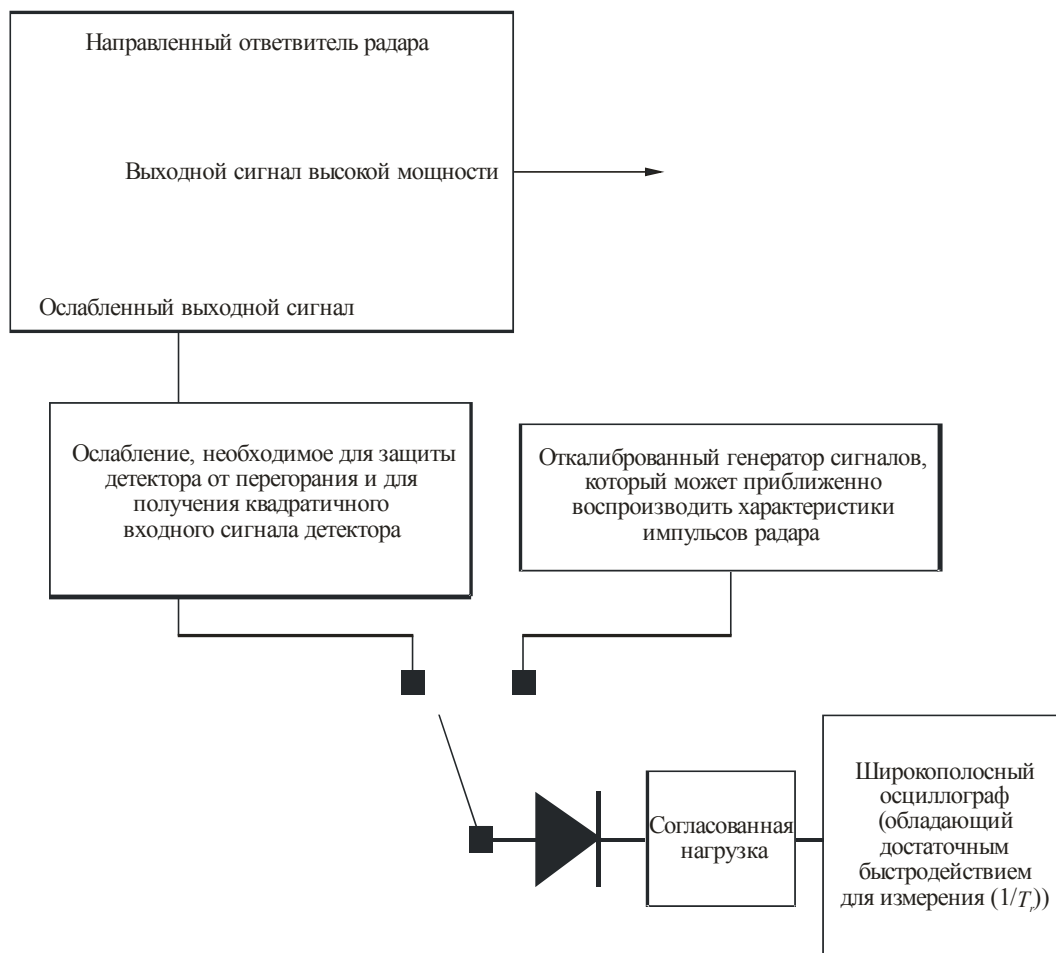 Направленный ответвитель радара
Выходной сигнал высокой мощности
Ослабленный выходной сигнал
Ослабление, необходимое для защиты
детектора от перегорания и для
получения квадратичного
входного сигнала детектора
Откалиброванный генератор сигналов,
который может приближенно
воспроизводить характеристики
импульсов радара
Согласованная
нагрузка
Широкополосный
осциллограф
(обладающий
достаточным
быстродействием
для измерения (1/Tr))